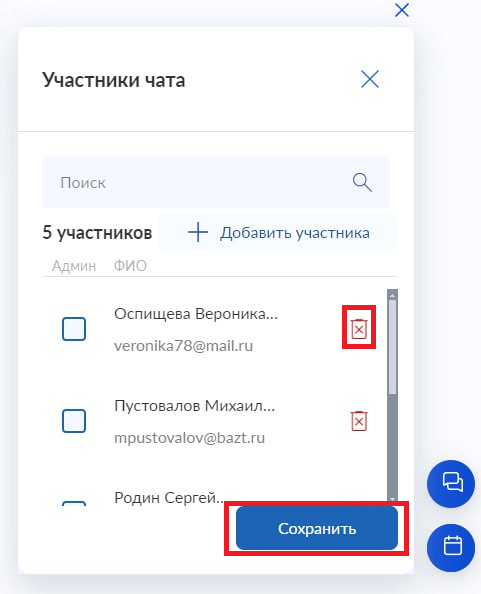 Участники чата
Поиск
5 участников
Добавить участника
Админ ФИО
Оспищева Вероника...
veronika78@mail.ru
Пустовалов Михаил...
mpustovalov@bazt.ru
Родин Сергей...
Сохранить